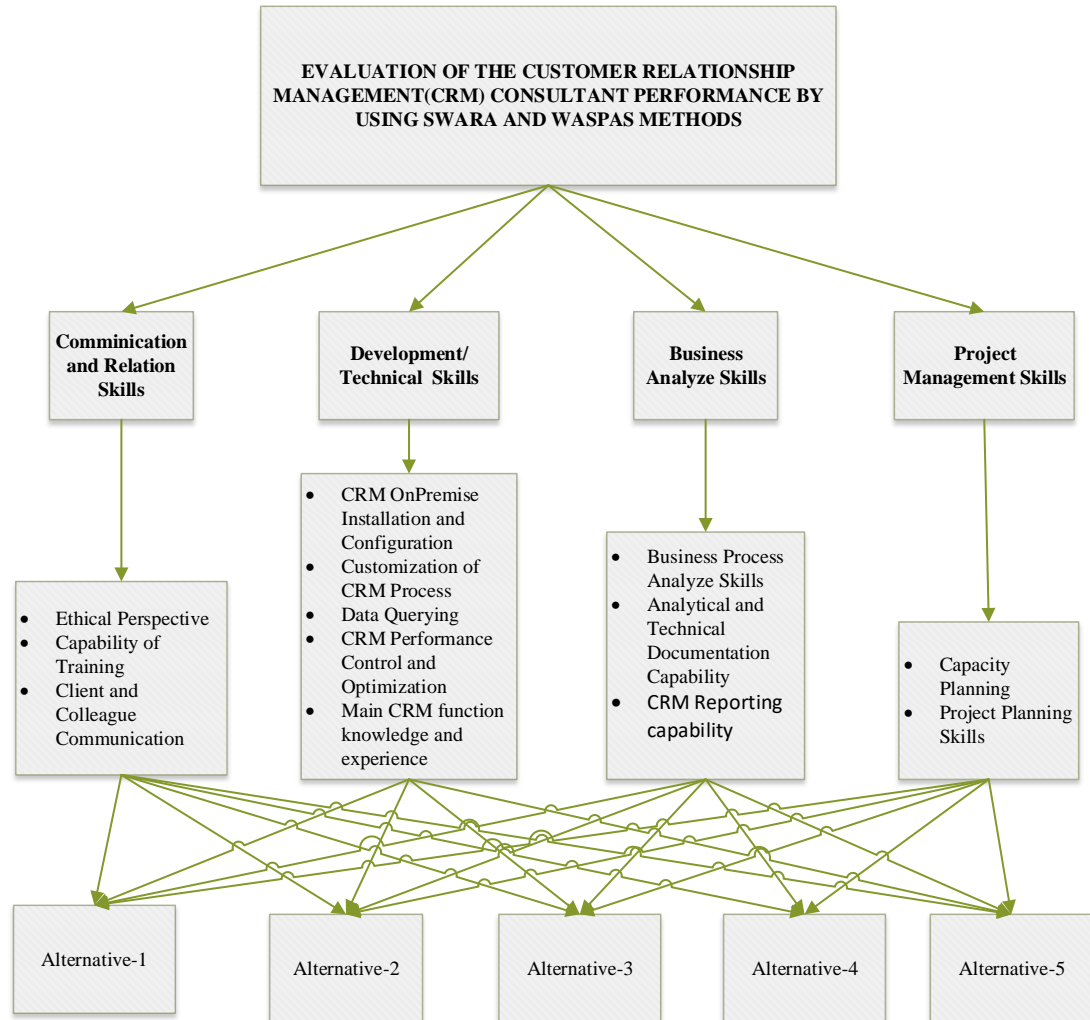 EVALUATION OF THE CUSTOMER RELATIONSHIP
MANAGEMENT(CRM) CONSULTANT PERFORMANCE BY
USING SWARA AND WASPAS METHODS
Comminication
and Relation
Skills
Development/
Technical Skills
Business
Analyze Skills
Project
Management Skills
• Ethical Perspective
• Capability of
Training
• Client and
Colleague
Communication
• CRM OnPremise
Installation and
Configuration
• Customization of
CRM Process
• Data Querying
• CRM Performance
Control and
Optimization
• Main CRM function
knowledge and
experience
• Business Process
Analyze Skills
• Analytical and
Technical
Documentation
Capability
• CRM Reporting
capability
• Capacity
Planning
• Project Planning
Skills
Alternative-1
Alternative-2
Alternative-3
Alternative-4
Alternative-5